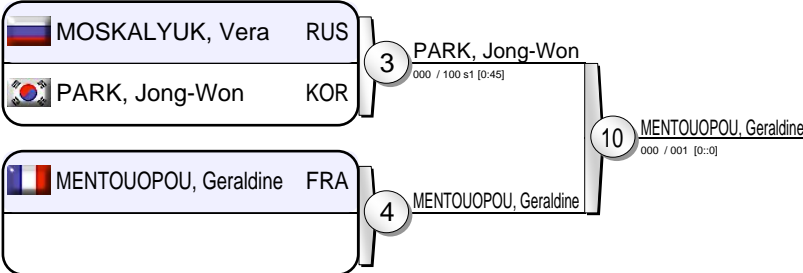 MOSKALYUK, Vera RUS
PARK, Jong-Won KOR
3
PARK, Jong-Won
000 / 100 s1 [0:45]
MENTOUOPOU, Geraldine FRA
4
MENTOUOPOU, Geraldine
10
MENTOUOPOU, Geraldine
000 / 001 [0::0]